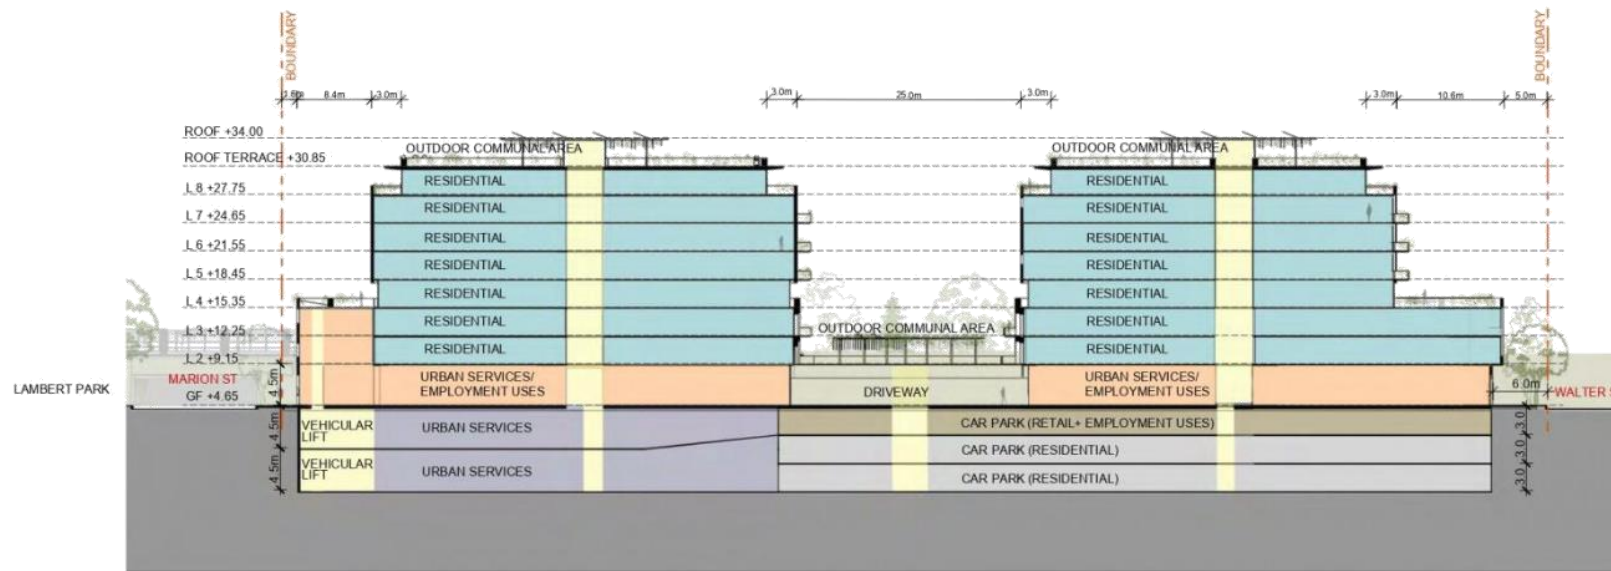 BOUNDARY
BOUNDARY
8.4m
3.0m
3.0m
25.0m
3.0m
3.0m
10.6m
5.0m
ROOF +34.00
OUTDOOR COMMUNAL AREA
OUTDOOR COMMUNAL AREA
ROOF TERRACE +30.85
RESIDENTIAL
RESIDENTIAL
L 8 +27.75
RESIDENTIAL
RESIDENTIAL
L 7 +24.65
RESIDENTIAL
RESIDENTIAL
L 6 +21.55
RESIDENTIAL
RESIDENTIAL
L 5 +18.45
RESIDENTIAL
RESIDENTIAL
L 4 +15.35
RESIDENTIAL
OUTDOOR COMMUNAL AREA
RESIDENTIAL
L 3 +12.25
RESIDENTIAL
RESIDENTIAL
L 2 +9.15
LAMBERT PARK
MARION ST
GF +4.65
4.5m
URBAN SERVICES/
EMPLOYMENT USES
DRIVEWAY
URBAN SERVICES/
EMPLOYMENT USES
6.0m
WALTER
4.5m
VEHICULAR
LIFT
URBAN SERVICES
CAR PARK (RETAIL+ EMPLOYMENT USES)
3.0
CAR PARK (RESIDENTIAL)
3.0
4.5m
VEHICULAR
LIFT
URBAN SERVICES
CAR PARK (RESIDENTIAL)
3.0